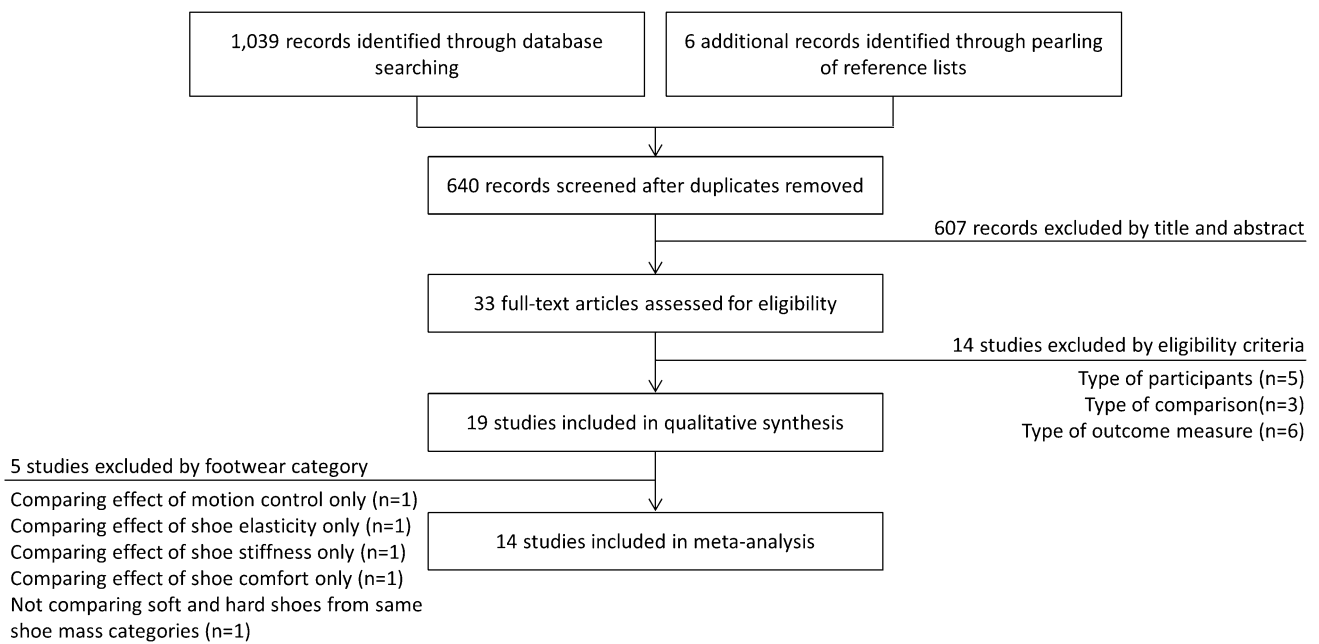 1,039 records identified through database
searching
6 additional records identified through pearling
of reference lists
640 records screened after duplicates removed
607 records excluded by title and abstract
33 full-text articles assessed for eligibility
14 studies excluded by eligibility criteria
Type of participants (n=5)
Type of comparison(n=3)
Type of outcome measure (n=6)
19 studies included in qualitative synthesis
5 studies excluded by footwear category
Comparing effect of motion control only (n=1)
Comparing effect of shoe elasticity only (n=1)
Comparing effect of shoe stiffness only (n=1)
Comparing effect of shoe comfort only (n=1)
Not comparing soft and hard shoes from same
shoe mass categories (n=1)
14 studies included in meta-analysis